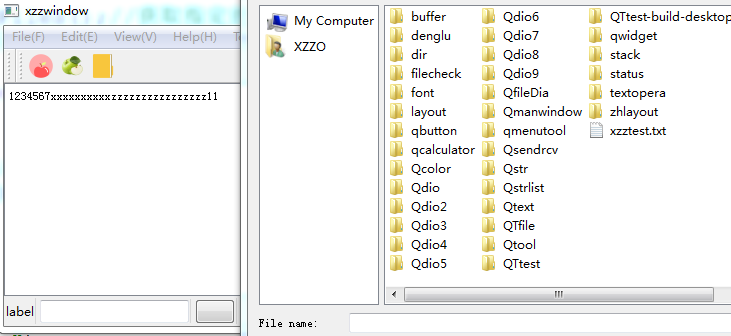 xzzwindow
File(F) Edit(E) View(V) Help(H)
1234567xxxxxxxxxxzzzzzzzzzzzzzzzz11
label
My Computer
XZZO
buffer
denglu
dir
filecheck
font
layout
qbutton
qcalculator
Qcolor
Qdio
Qdio2
Qdio3
Qdio4
Qdio5
Qdio6
Qdio7
Qdio8
Qdio9
QfileDia
Qmanwindow
qmenutool
Qsendrcv
Qstr
Qstrlist
Qtext
QTfile
Qtool
QTtest
QTtest-build-desktop
qwidget
stack
status
textopera
zhlayout
xzztest.txt
File name: